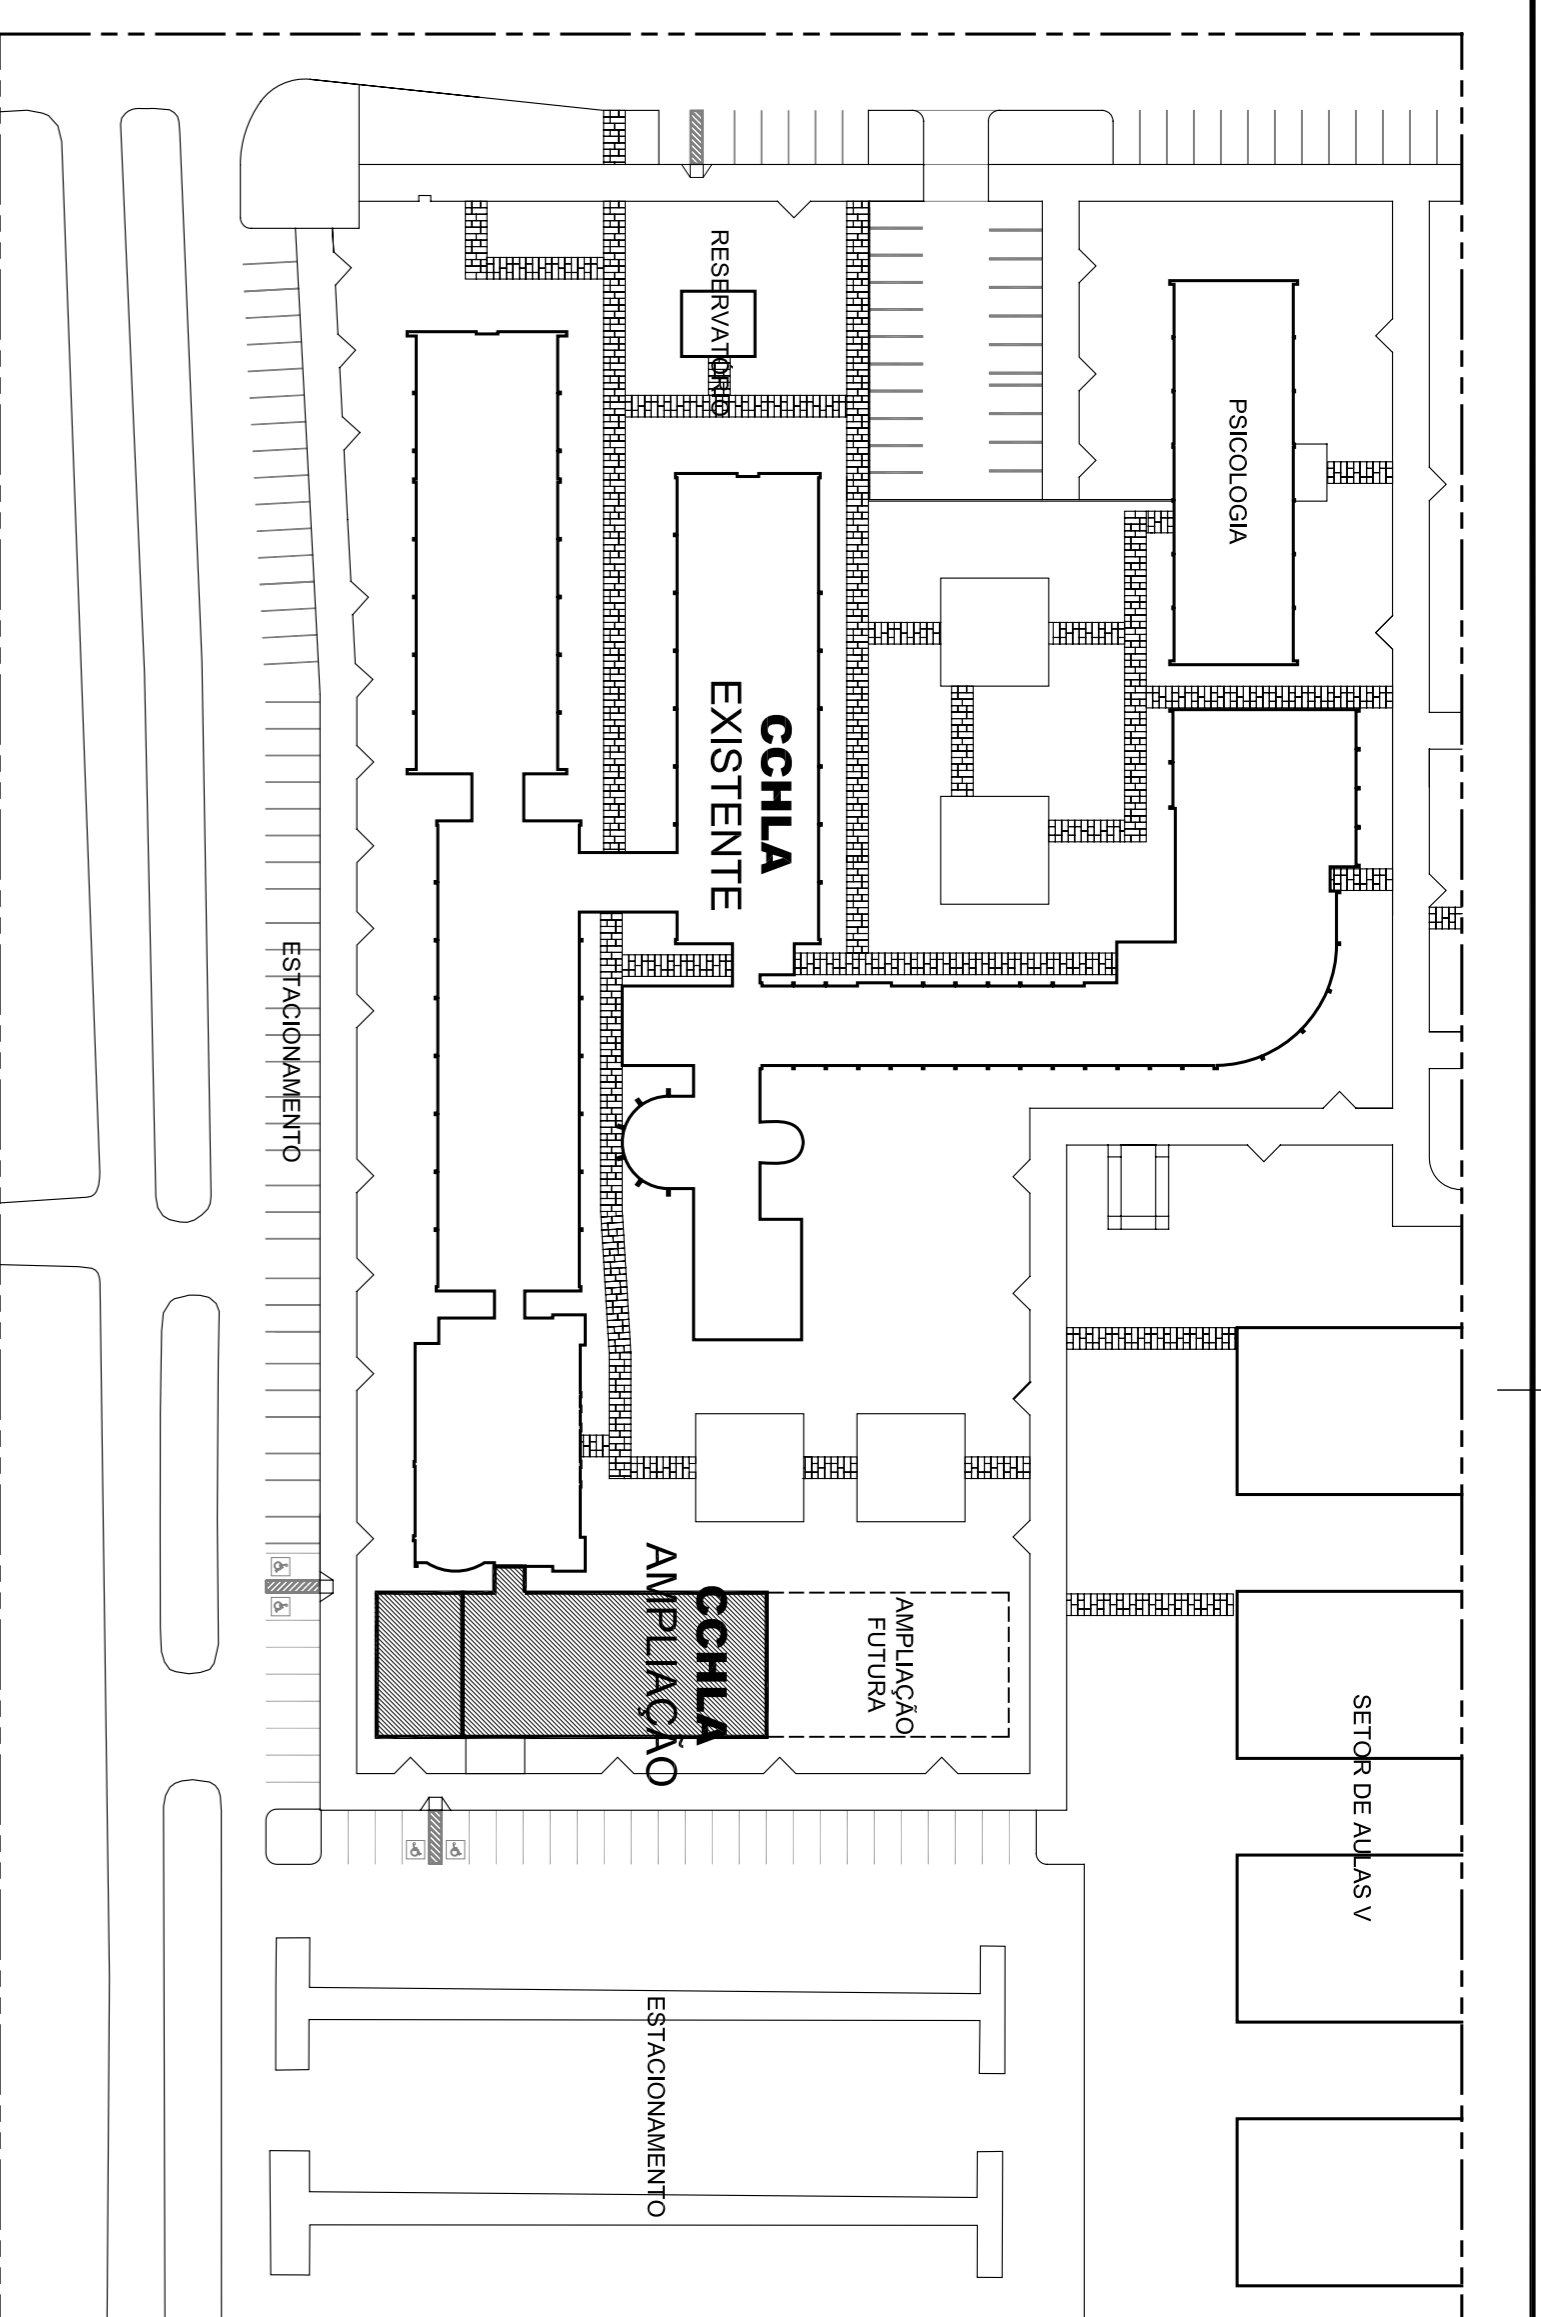 RESERVATÓRIO
PSICOLOGIA
CCHLA
EXISTENTE
ESTACIONAMENTO
CCHLA
AMPLIAÇÃO
AMPLIAÇÃO
FUTURA
SETOR DE AULAS V
ESTACIONAMENTO